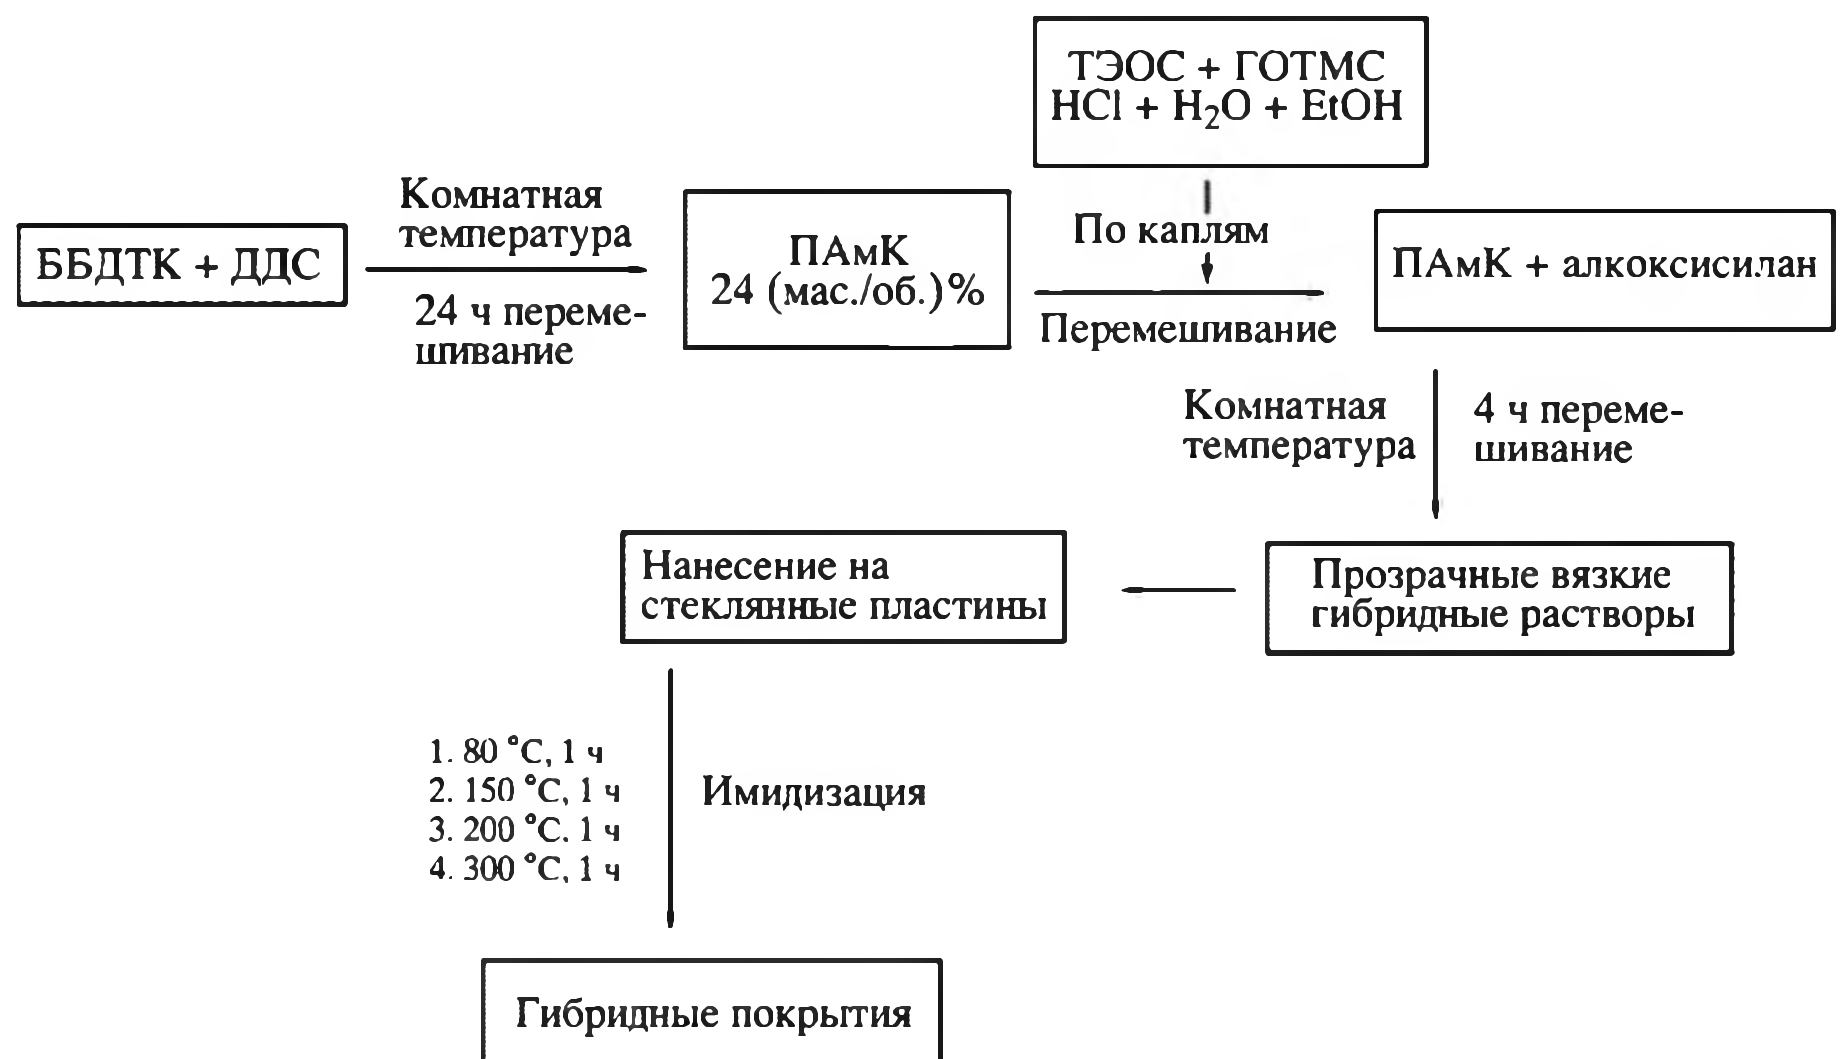 ТЭОС + ГОТМС
HCl + H₂O + EtOH
ББДТК + ДДС
Комнатная
температура
24 ч переме-
шивание
ПАмК
24 (мас./об.)%
По каплям
Перемешивание
ПАмК + алкоксисилан
Комнатная
температура
4 ч переме-
шивание
Прозрачные вязкие
гибридные растворы
Нанесение на
стеклянные пластины
1. 80 °C, 1 ч
2. 150 °C, 1 ч
3. 200 °C. 1 ч
4. 300 °C, 1 ч
Имидизация
Гибридные покрытия